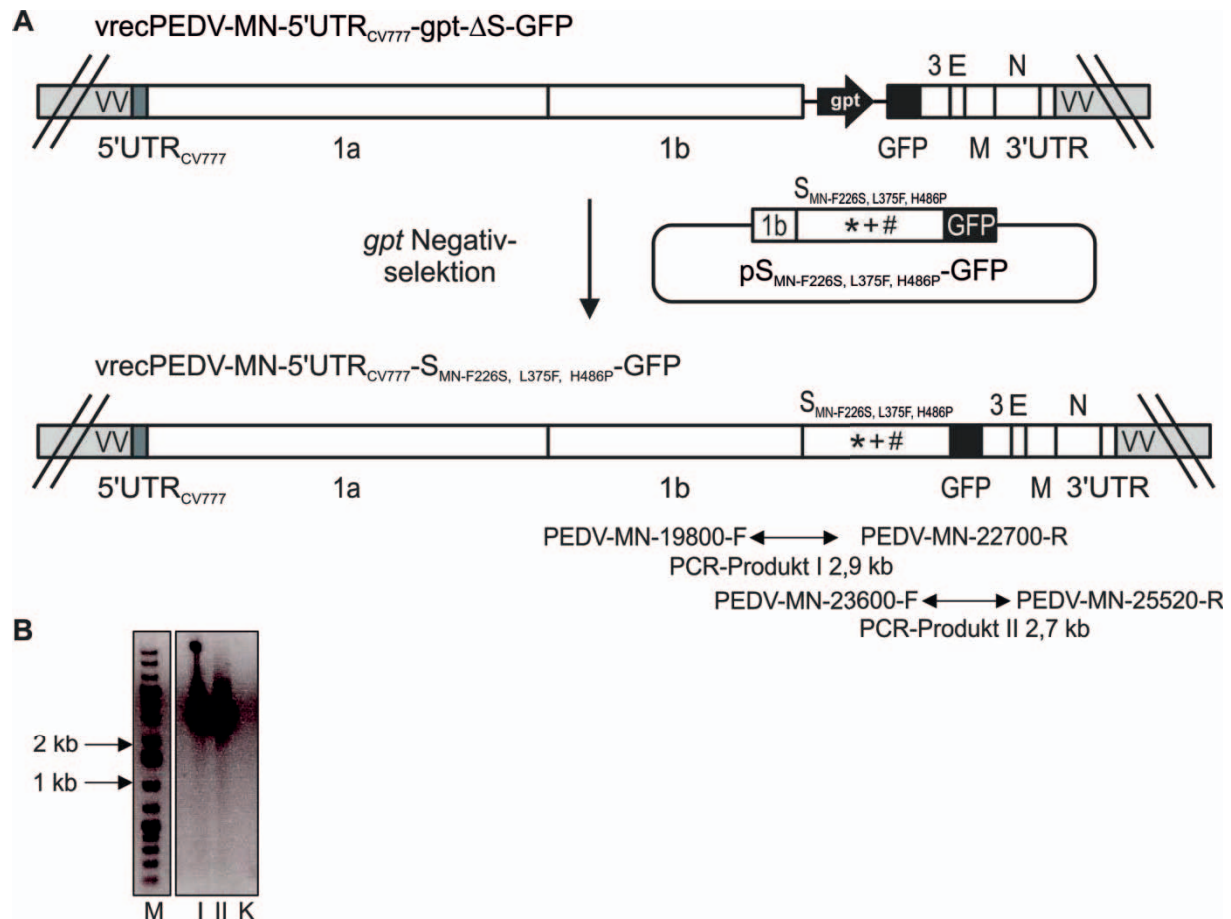 A
vrecPEDV-MN-5'UTRCV777-gpt-ΔS-GFP
3 E N
VV gpt VV
5'UTRCV777 1a 1b GFP M 3'UTR
gpt Negativ-
selektion
SMN-F226S, L375F, H486P
1b *+# GFP
pSMN-F226S, L375F, H486P-GFP
vrecPEDV-MN-5'UTRCV777-SMN-F226S, L375F, H486P-GFP
SMN-F226S, L375F, H486P 3 E N
VV *+# VV
5'UTRCV777 1a 1b GFP M 3'UTR
PEDV-MN-19800-F PEDV-MN-22700-R
PCR-Produkt I 2,9 kb
PEDV-MN-23600-F PEDV-MN-25520-R
PCR-Produkt II 2,7 kb
B
2 kb
1 kb
M I II K